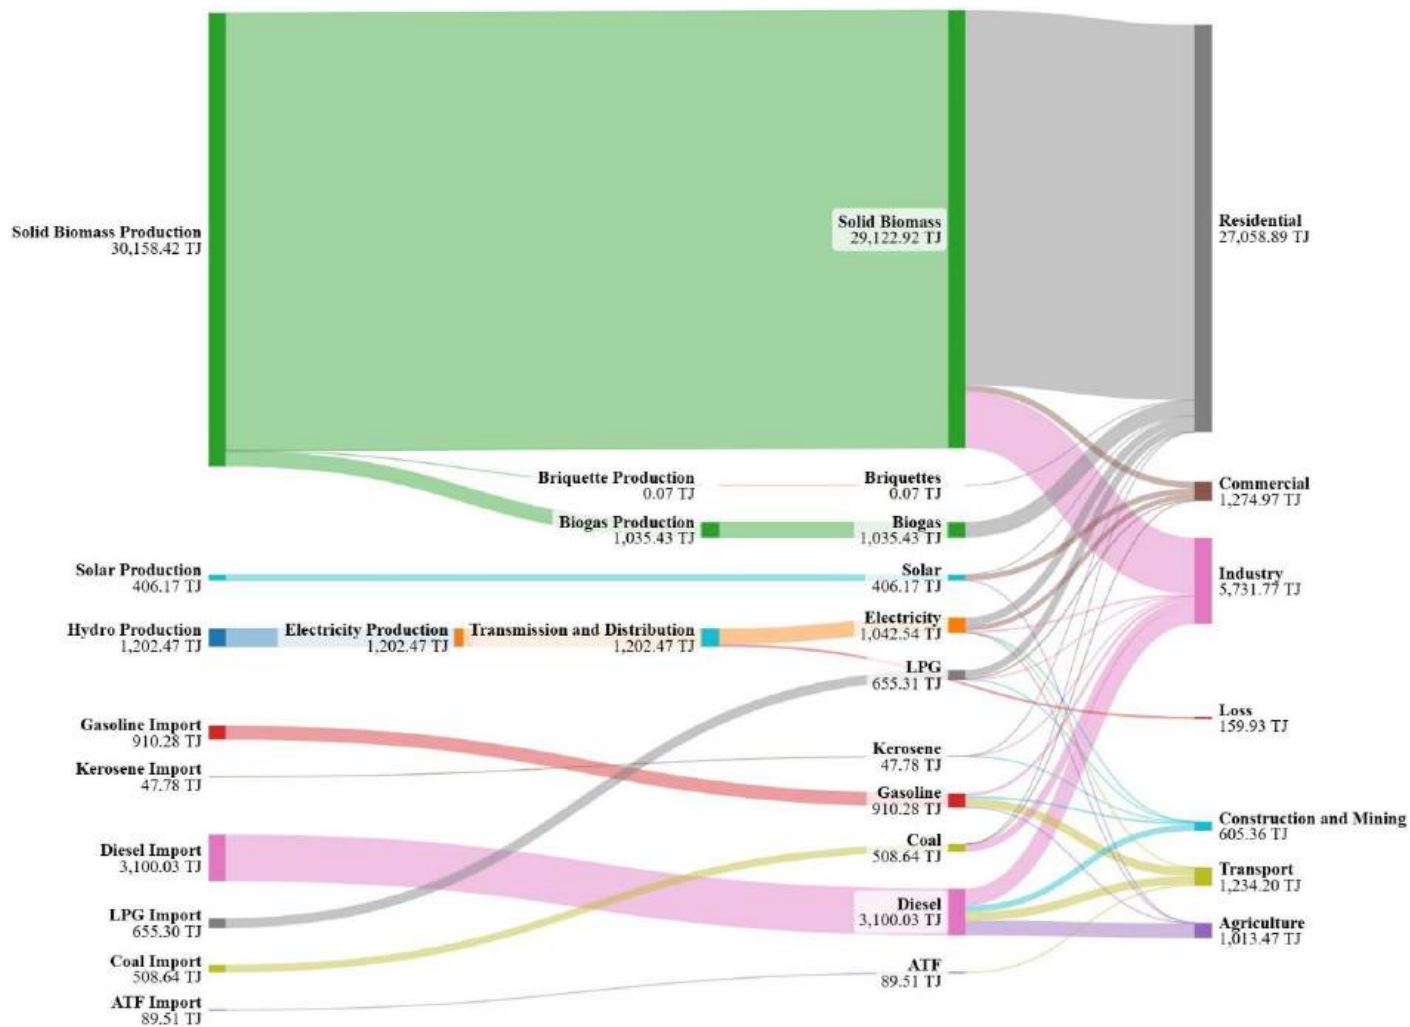 Solid Biomass Production
30,158.42 TJ
Solid Biomass
29,122.92 TJ
Residential
27,058.89 TJ
Briquette Production
0.07 TJ
Briquettes
0.07 TJ
Commercial
1,274.97 TJ
Biogas Production
1,035.43 TJ
Biogas
1,035.43 TJ
Solar Production
406.17 TJ
Solar
406.17 TJ
Industry
5,731.77 TJ
Hydro Production
1,202.47 TJ
Electricity Production
1,202.47 TJ
Transmission and Distribution
1,202.47 TJ
Electricity
1,042.54 TJ
LPG
655.31 TJ
Loss
159.93 TJ
Gasoline Import
910.28 TJ
Kerosene Import
47.78 TJ
Kerosene
47.78 TJ
Gasoline
910.28 TJ
Construction and Mining
605.36 TJ
Diesel Import
3,100.03 TJ
Coal
508.64 TJ
Transport
1,234.20 TJ
LPG Import
655.30 TJ
Diesel
3,100.03 TJ
Agriculture
1,013.47 TJ
Coal Import
508.64 TJ
ATF
89.51 TJ
ATF Import
89.51 TJ